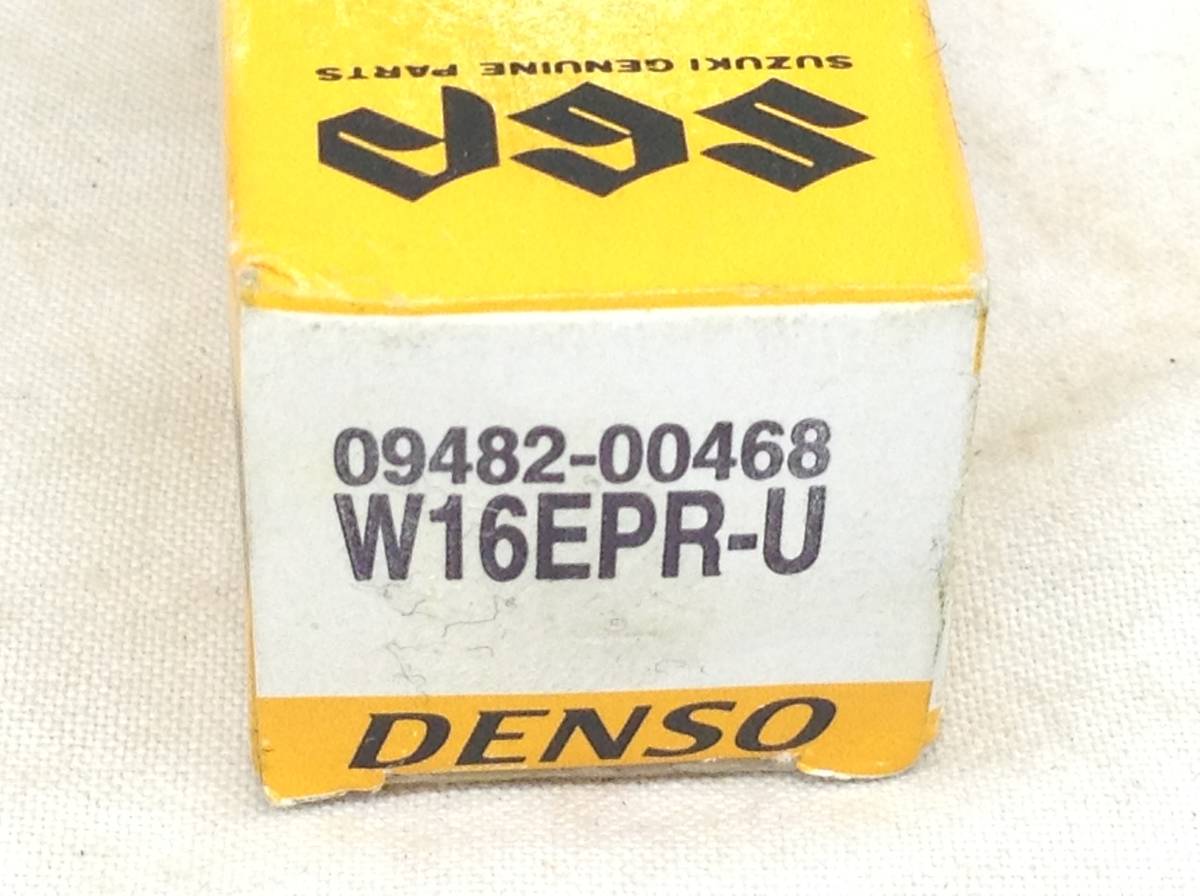 SUZUKI GENUINE PARTS
SGP
09482-00468
W16EPR-U
DENSO